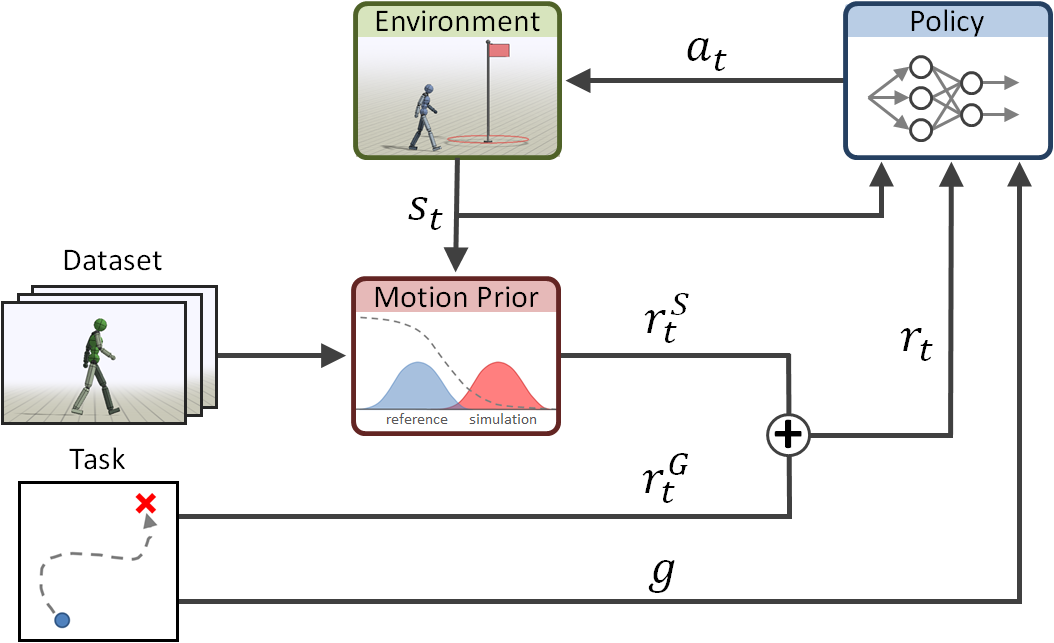 Environment
Policy
a_t
s_t
Dataset
Motion Prior
r_t^S
r_t
reference simulation
+
Task
r_t^G
g